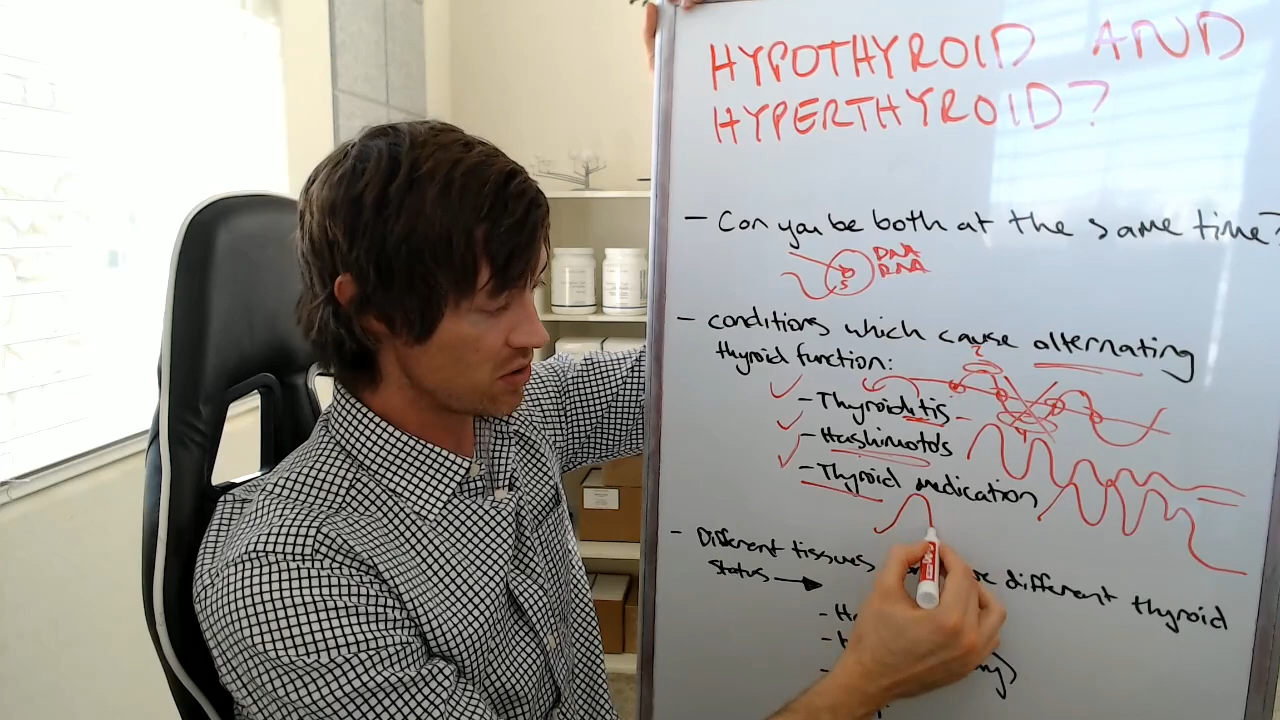 HYPOTHYROID AND
HYPERTHYROID?
- Can you be both at the same time?
DNA
RNA
- conditions which cause alternating
thyroid function:
- Thyroiditis
- Hashimoto's
- Thyroid medication
- Different tissues different thyroid
status